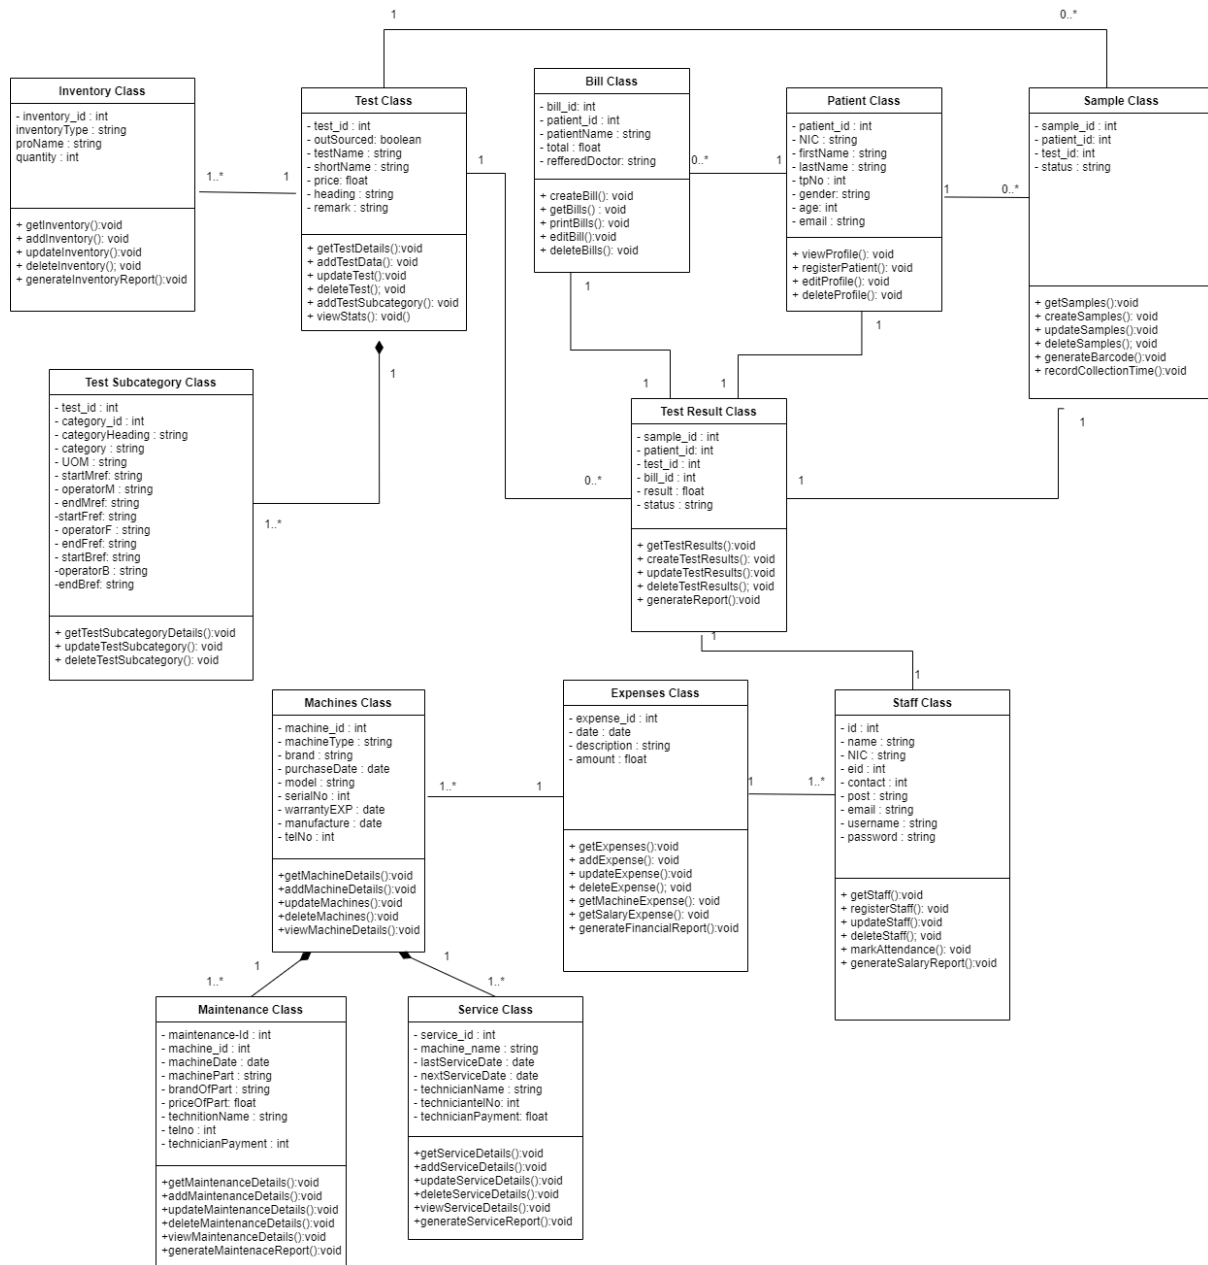 1
0..*
Inventory Class
- inventory_id : int
inventoryType : string
proName : string
quantity : int
+ getInventory():void
+ addInventory(): void
+ updateInventory():void
+ deleteInventory(); void
+ generateInventoryReport():void
1..*
1
Test Class
- test_id : int
- outSourced: boolean
- testName : string
- shortName : string
- price: float
- heading : string
- remark : string
+ getTestDetails():void
+ addTestData(): void
+ updateTest():void
+ deleteTest(); void
+ addTestSubcategory(): void
+ viewStats(): void()
1
1
Bill Class
- bill_id: int
- patient_id : int
- patientName : string
- total : float
- refferedDoctor: string
+ createBill(): void
+ getBills() : void
+ printBills(): void
+ editBill(): void
+ deleteBills(): void
0..*
1
1
Patient Class
- patient_id : int
- NIC : string
- firstName : string
- lastName : string
- tpNo : int
- gender: string
- age: int
- email : string
+ viewProfile(): void
+ registerPatient(): void
+ editProfile(): void
+ deleteProfile(): void
1
0..*
1
Sample Class
- sample_id : int
- patient_id: int
- test_id: int
- status : string
+ getSamples():void
+ createSamples(): void
+ updateSamples():void
+ deleteSamples(); void
+ generateBarcode():void
+ recordCollectionTime():void
1
Test Subcategory Class
- test_id : int
- category_id : int
- categoryHeading : string
- category : string
- UOM : string
- startMref: string
- operatorM : string
- endMref: string
-startFref: string
- operatorF : string
- endFref: string
- startBref: string
-operatorB : string
-endBref: string
+ getTestSubcategoryDetails():void
+ updateTestSubcategory(): void
+ deleteTestSubcategory(): void
1..*
1
1
0..*
1
Test Result Class
- sample_id : int
- patient_id: int
- test_id : int
- bill_id : int
- result : float
- status : string
+ getTestResults():void
+ createTestResults(): void
+ updateTestResults():void
+ deleteTestResults(); void
+ generateReport():void
1
1
Machines Class
- machine_id : int
- machineType : string
- brand : string
- purchaseDate : date
- model : string
- serialNo : int
- warrantyEXP : date
- manufacture : date
- telNo : int
+getMachineDetails():void
+addMachineDetails():void
+updateMachines():void
+deleteMachines():void
+viewMachineDetails():void
1..*
1
Expenses Class
- expense_id : int
- date : date
- description : string
- amount : float
+ getExpenses():void
+ addExpense(): void
+ updateExpense():void
+ deleteExpense(); void
+ getMachineExpense(): void
+ getSalaryExpense(): void
+ generateFinancialReport():void
1
1..*
Staff Class
- id : int
- name : string
- NIC : string
- eid : int
- contact : int
- post : string
- email : string
- username : string
- password : string
+ getStaff():void
+ registerStaff(): void
+ updateStaff():void
+ deleteStaff(); void
+ markAttendance(): void
+ generateSalaryReport():void
1
1..*
1
1..*
Maintenance Class
- maintenance-Id : int
- machine_id : int
- machineDate : date
- machinePart : string
- brandOfPart : string
- priceOfPart: float
- technitionName : string
- telno : int
- technicianPayment : int
+getMaintenanceDetails():void
+addMaintenanceDetails():void
+updateMaintenanceDetails():void
+deleteMaintenanceDetails():void
+viewMaintenanceDetails():void
+generateMaintenaceReport():void
Service Class
- service_id : int
- machine_name : string
- lastServiceDate : date
- nextServiceDate : date
- technicianName : string
- techniciantelNo: int
- technicianPayment: float
+getServiceDetails():void
+addServiceDetails():void
+updateServiceDetails():void
+deleteServiceDetails():void
+viewServiceDetails():void
+generateServiceReport():void